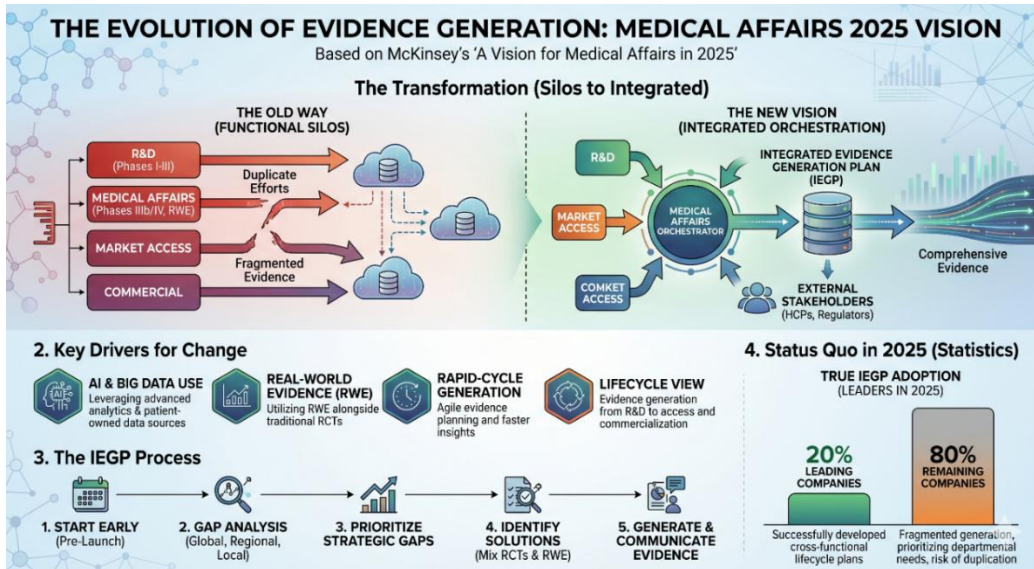 THE EVOLUTION OF EVIDENCE GENERATION: MEDICAL AFFAIRS 2025 VISION
Based on McKinsey's 'A Vision for Medical Affairs in 2025'
The Transformation (Silos to Integrated)
THE OLD WAY
(FUNCTIONAL SILOS)
R&D
(Phases I-III)
MEDICAL AFFAIRS
(Phases IIIb/IV, RWE)
MARKET ACCESS
COMMERCIAL
Duplicate
Efforts
Fragmented
Evidence
THE NEW VISION
(INTEGRATED ORCHESTRATION)
R&D
MARKET
ACCESS
COMKET
ACCESS
MEDICAL
AFFAIRS
ORCHESTRATOR
INTEGRATED EVIDENCE
GENERATION PLAN
(IEGP)
EXTERNAL
STAKEHOLDERS
(HCPs, Regulators)
Comprehensive
Evidence
2. Key Drivers for Change
AI
AI & BIG DATA USE
Leveraging advanced
analytics & patient-
owned data sources
REAL-WORLD
EVIDENCE (RWE)
Utilizing RWE alongside
traditional RCTs
RAPID-CYCLE
GENERATION
Agile evidence
planning and faster
insights
LIFECYCLE VIEW
Evidence generation
from R&D to access and
commercialization
3. The IEGP Process
1. START EARLY
(Pre-Launch)
2. GAP ANALYSIS
(Global, Regional,
Local)
3. PRIORITIZE
STRATEGIC GAPS
4. IDENTIFY
SOLUTIONS
(Mix RCTs & RWE)
5. GENERATE &
COMMUNICATE
EVIDENCE
4. Status Quo in 2025 (Statistics)
TRUE IEGP ADOPTION
(LEADERS IN 2025)
20%
LEADING
COMPANIES
Successfully developed
cross-functional
lifecycle plans
80%
REMAINING
COMPANIES
Fragmented generation,
prioritizing departmental
needs, risk of duplication